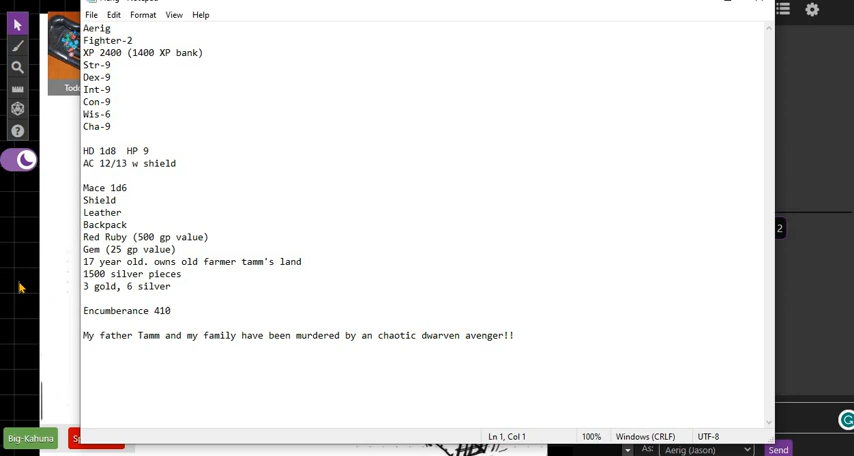 File Edit Format View Help
Aerig
Fighter-2
XP 2400 (1400 XP bank)
Str-9
Dex-9
Int-9
Con-9
Wis-6
Cha-9
HD 1d8 HP 9
AC 12/13 w shield
Mace 1d6
Shield
Leather
Backpack
Red Ruby (500 gp value)
Gem (25 gp value)
17 year old. owns old farmer tamm's land
1500 silver pieces
3 gold, 6 silver
Encumberance 410
My father Tamm and my family have been murdered by an chaotic dwarven avenger!!
Ln 1, Col 1 100% Windows (CRLF) UTF-8
2
Big-Kahuna
As: Aerig (Jason) Send